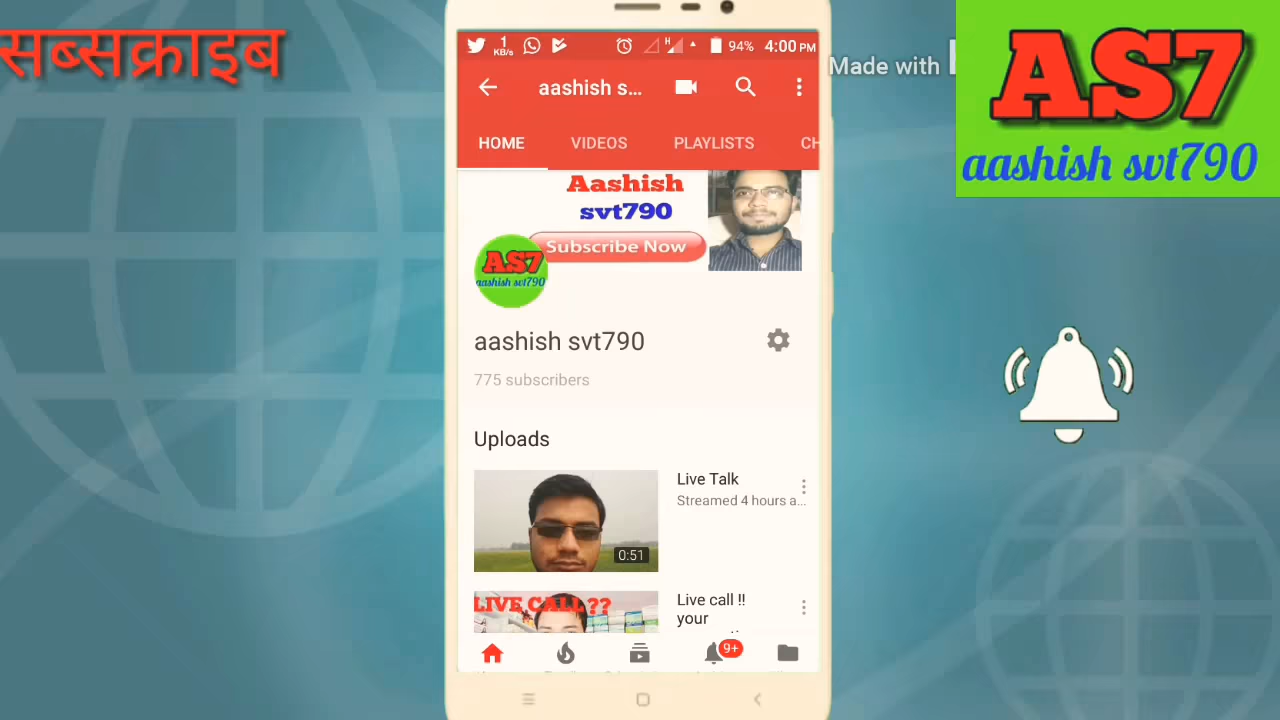 सब्सक्राइब
1
KB/s
H
94%
4:00 PM
Made with
AS7
aashish svt790
aashish s...
HOME
VIDEOS
PLAYLISTS
CH
Aashish
svt790
Subscribe Now
AS7
aashish svt790
aashish svt790
775 subscribers
Uploads
Live Talk
Streamed 4 hours a...
0:51
LIVE CALL ??
Live call !!
your
9+